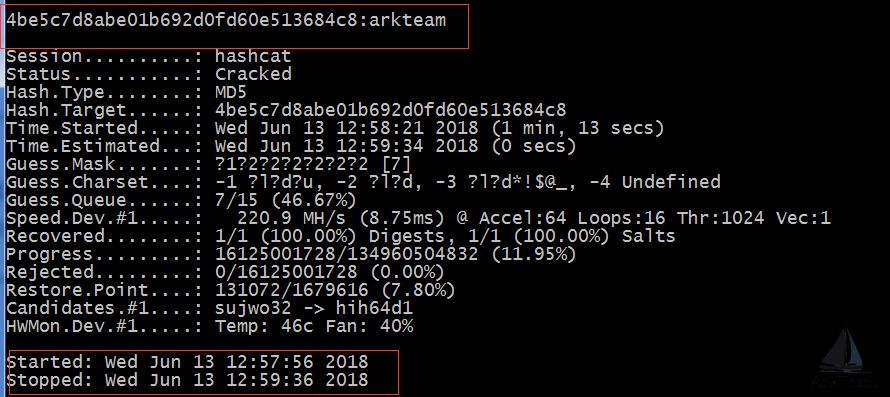 4be5c7d8abe01b692d0fd60e513684c8:arkteam
Session..........: hashcat
Status...........: Cracked
Hash.Type........: MD5
Hash.Target......: 4be5c7d8abe01b692d0fd60e513684c8
Time.Started.....: Wed Jun 13 12:58:21 2018 (1 min, 13 secs)
Time.Estimated...: Wed Jun 13 12:59:34 2018 (0 secs)
Guess.Mask.......: ?1?2?2?2?2?2?2 [7]
Guess.Charset....: -1 ?l?d?u, -2 ?l?d, -3 ?l?d*!$@_, -4 Undefined
Guess.Queue......: 7/15 (46.67%)
Speed.Dev.#1.....:   220.9 MH/s (8.75ms) @ Accel:64 Loops:16 Thr:1024 Vec:1
Recovered........: 1/1 (100.00%) Digests, 1/1 (100.00%) Salts
Progress.........: 16125001728/134960504832 (11.95%)
Rejected.........: 0/16125001728 (0.00%)
Restore.Point....: 131072/1679616 (7.80%)
Candidates.#1....: sujwo32 -> hih64d1
HWMon.Dev.#1.....: Temp: 46c Fan: 40%
Started: Wed Jun 13 12:57:56 2018
Stopped: Wed Jun 13 12:59:36 2018